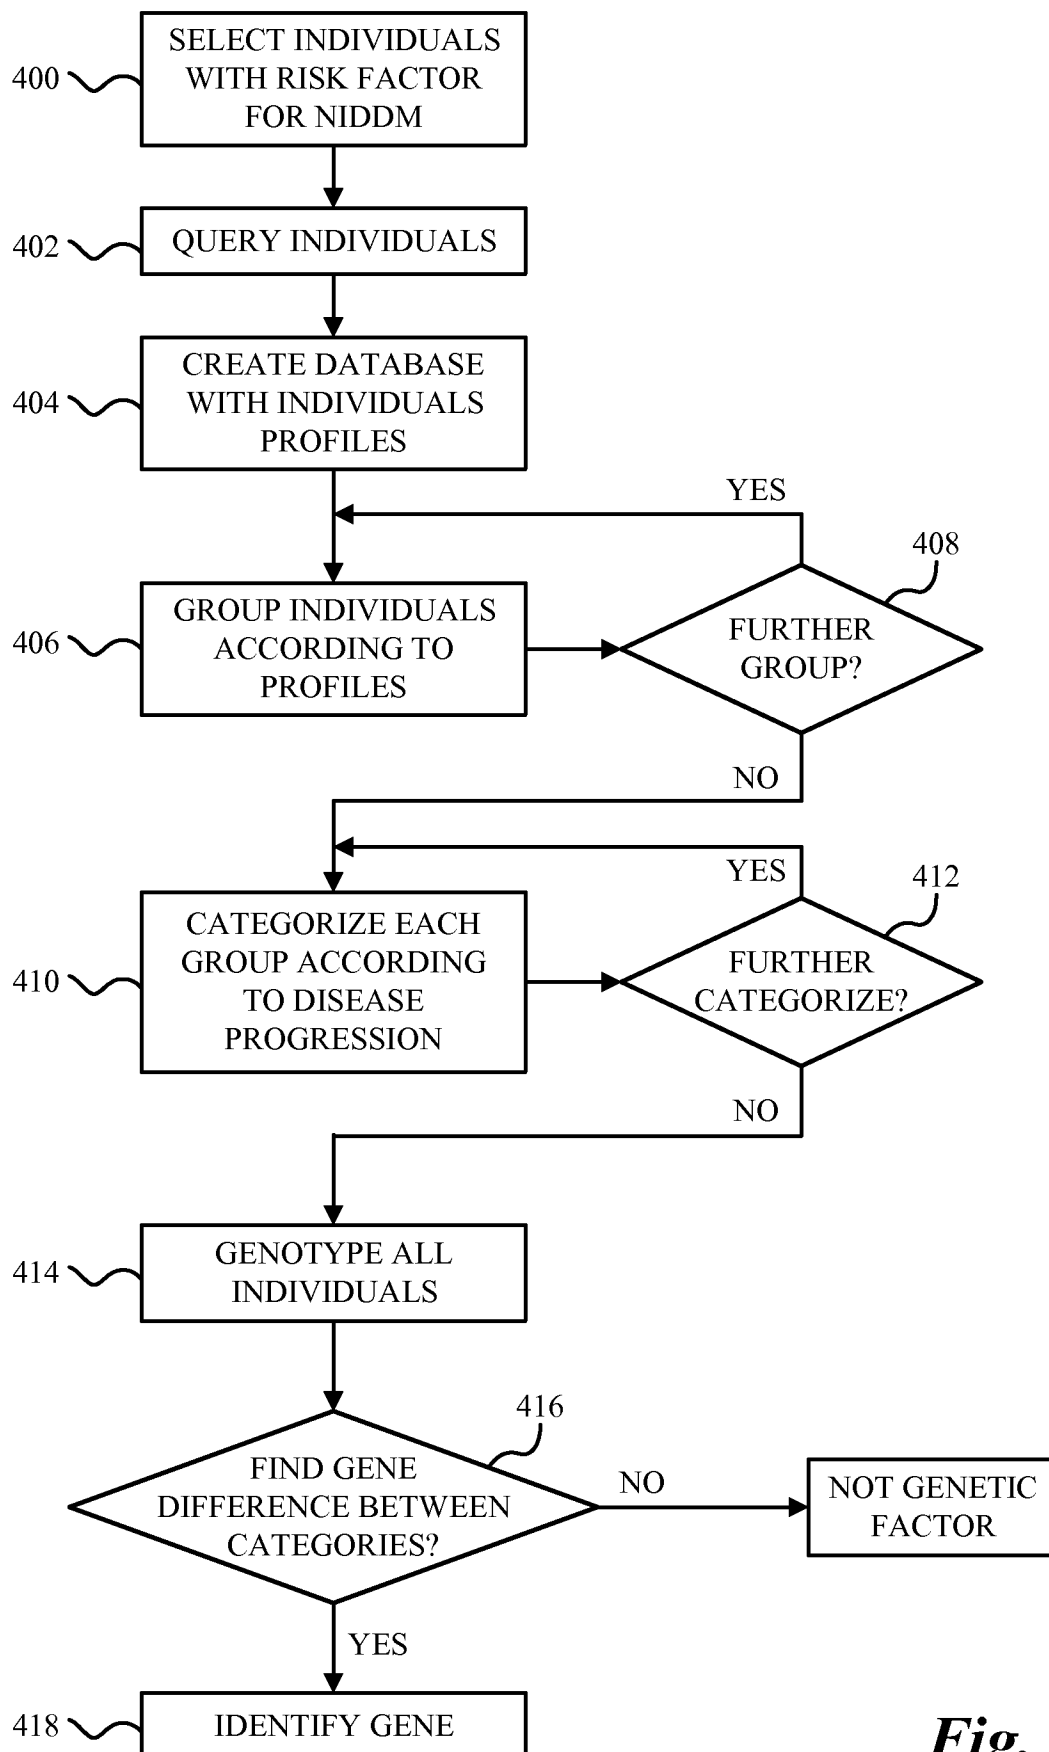 SELECT INDIVIDUALS
WITH RISK FACTOR
FOR NIDDM
400
QUERY INDIVIDUALS
402
CREATE DATABASE
WITH INDIVIDUALS
PROFILES
404
YES
408
GROUP INDIVIDUALS
ACCORDING TO
PROFILES
406
FURTHER
GROUP?
NO
YES
412
CATEGORIZE EACH
GROUP ACCORDING
TO DISEASE
PROGRESSION
410
FURTHER
CATEGORIZE?
NO
GENOTYPE ALL
INDIVIDUALS
414
416
FIND GENE
DIFFERENCE BETWEEN
CATEGORIES?
NO
NOT GENETIC
FACTOR
YES
418
IDENTIFY GENE
Fig.